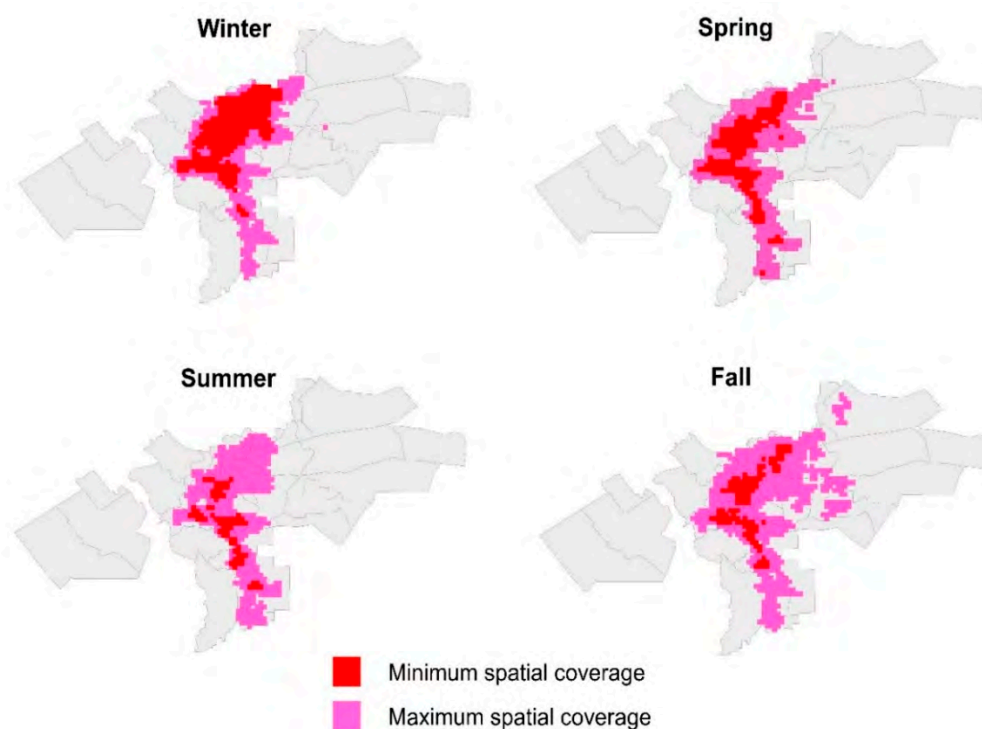 Winter
Spring
Summer
Fall
Minimum spatial coverage
Maximum spatial coverage